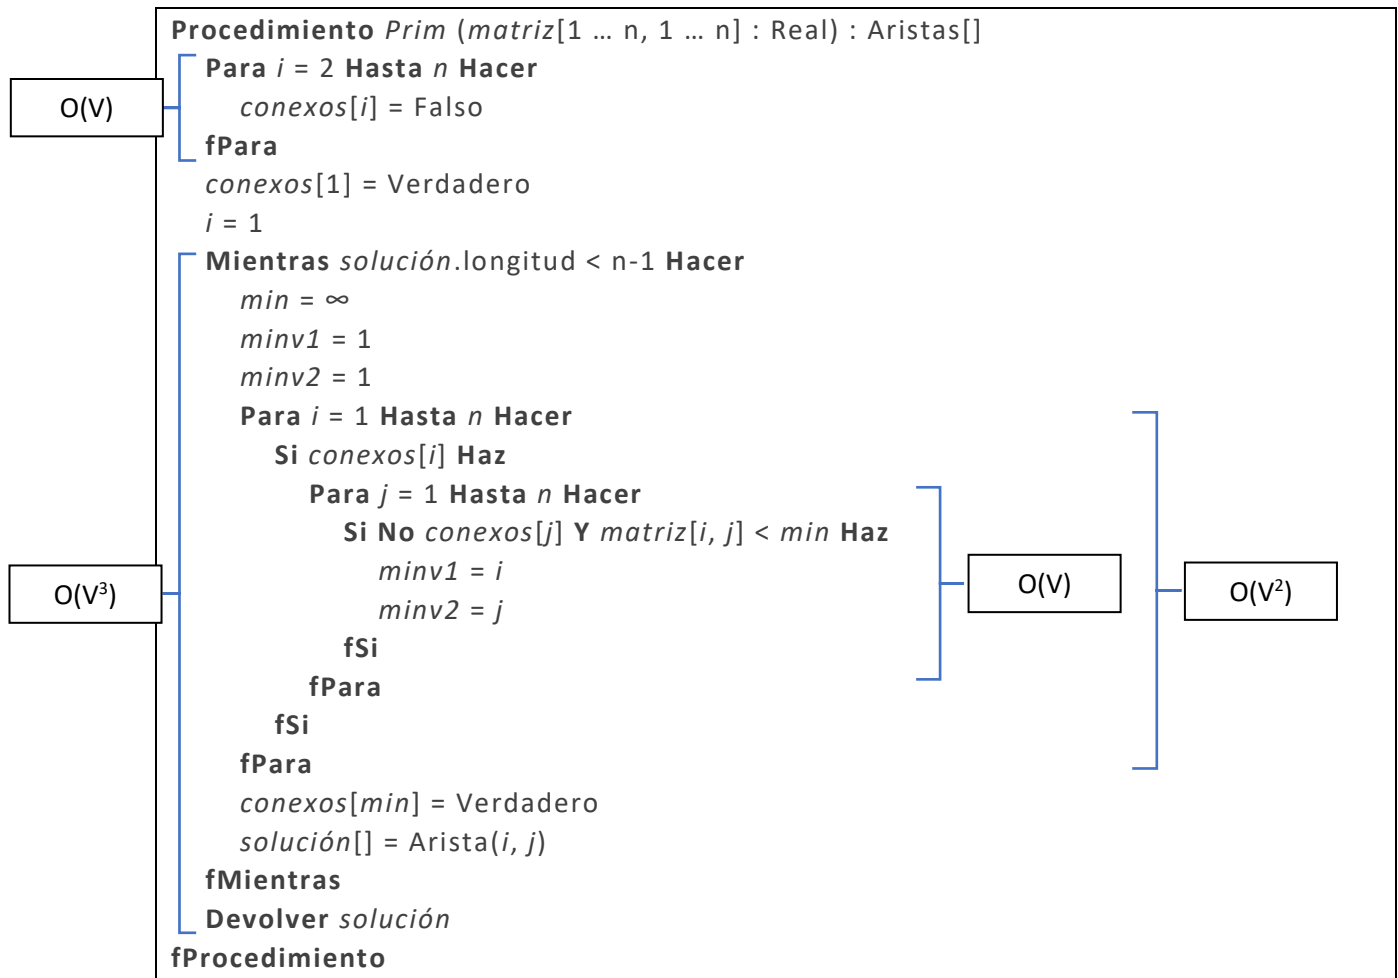 Procedimiento Prim (matriz[1 … n, 1 … n] : Real) : Aristas[]
Para i = 2 Hasta n Hacer
conexos[i] = Falso
O(V)
fPara
conexos[1] = Verdadero
i = 1
Mientras solución.longitud < n-1 Hacer
min = ∞
minv1 = 1
minv2 = 1
Para i = 1 Hasta n Hacer
Si conexos[i] Haz
Para j = 1 Hasta n Hacer
Si No conexos[j] Y matriz[i, j] < min Haz
minv1 = i
minv2 = j
O(V³)
O(V)
O(V²)
fSi
fPara
fSi
fPara
conexos[min] = Verdadero
solución[] = Arista(i, j)
fMientras
Devolver solución
fProcedimiento